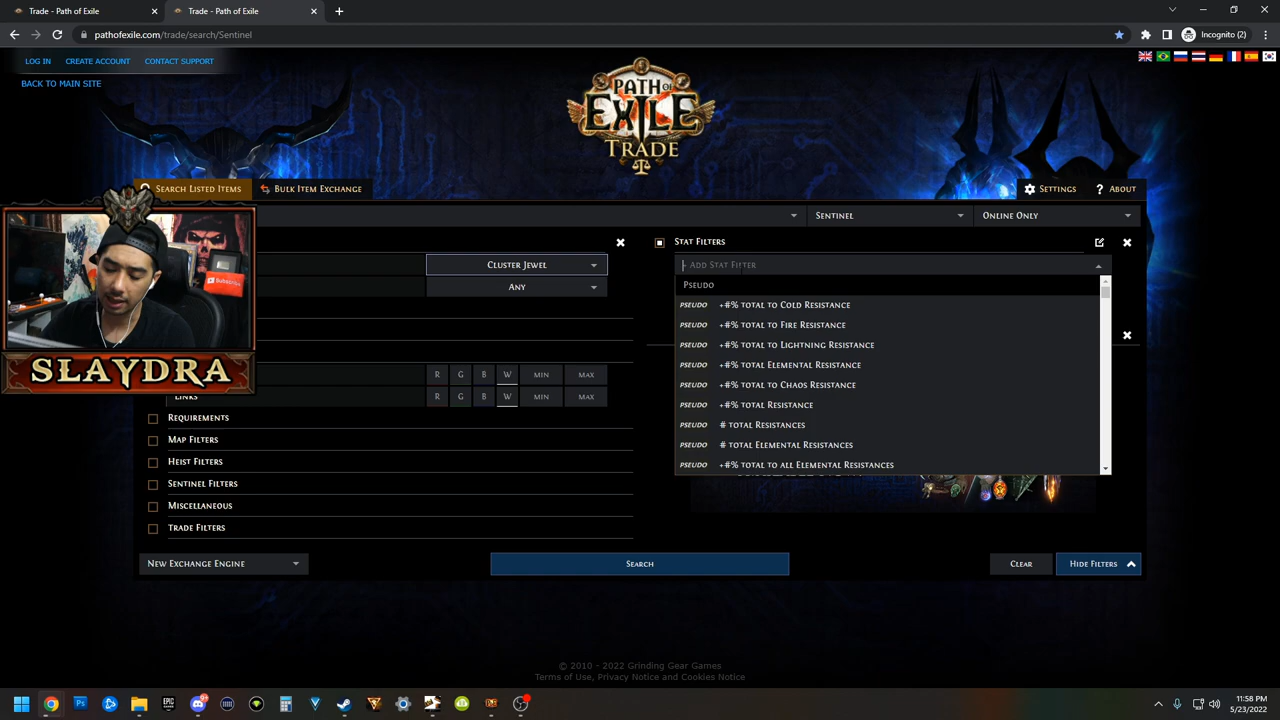 Trade - Path of Exile
Trade - Path of Exile
pathofexile.com/trade/search/Sentinel
Incognito (2)
LOG IN
CREATE ACCOUNT
CONTACT SUPPORT
BACK TO MAIN SITE
PATH OF
EXILE
TRADE
SEARCH LISTED ITEMS
BULK ITEM EXCHANGE
SETTINGS
? ABOUT
SENTINEL
ONLINE ONLY
STAT FILTERS
CLUSTER JEWEL
+ ADD STAT FILTER
ANY
PSEUDO
PSEUDO +#% TOTAL TO COLD RESISTANCE
PSEUDO +#% TOTAL TO FIRE RESISTANCE
PSEUDO +#% TOTAL TO LIGHTNING RESISTANCE
PSEUDO +#% TOTAL ELEMENTAL RESISTANCE
PSEUDO +#% TOTAL TO CHAOS RESISTANCE
PSEUDO +#% TOTAL RESISTANCE
PSEUDO # TOTAL RESISTANCES
PSEUDO # TOTAL ELEMENTAL RESISTANCES
PSEUDO +#% TOTAL TO ALL ELEMENTAL RESISTANCES
Subscribe
SLAYDRA
R G B W MIN MAX
LINKS R G B W MIN MAX
REQUIREMENTS
MAP FILTERS
HEIST FILTERS
SENTINEL FILTERS
MISCELLANEOUS
TRADE FILTERS
NEW EXCHANGE ENGINE
SEARCH
CLEAR
HIDE FILTERS
© 2010 - 2022 Grinding Gear Games
Terms of Use, Privacy Notice and Cookies Notice
11:58 PM
5/23/2022